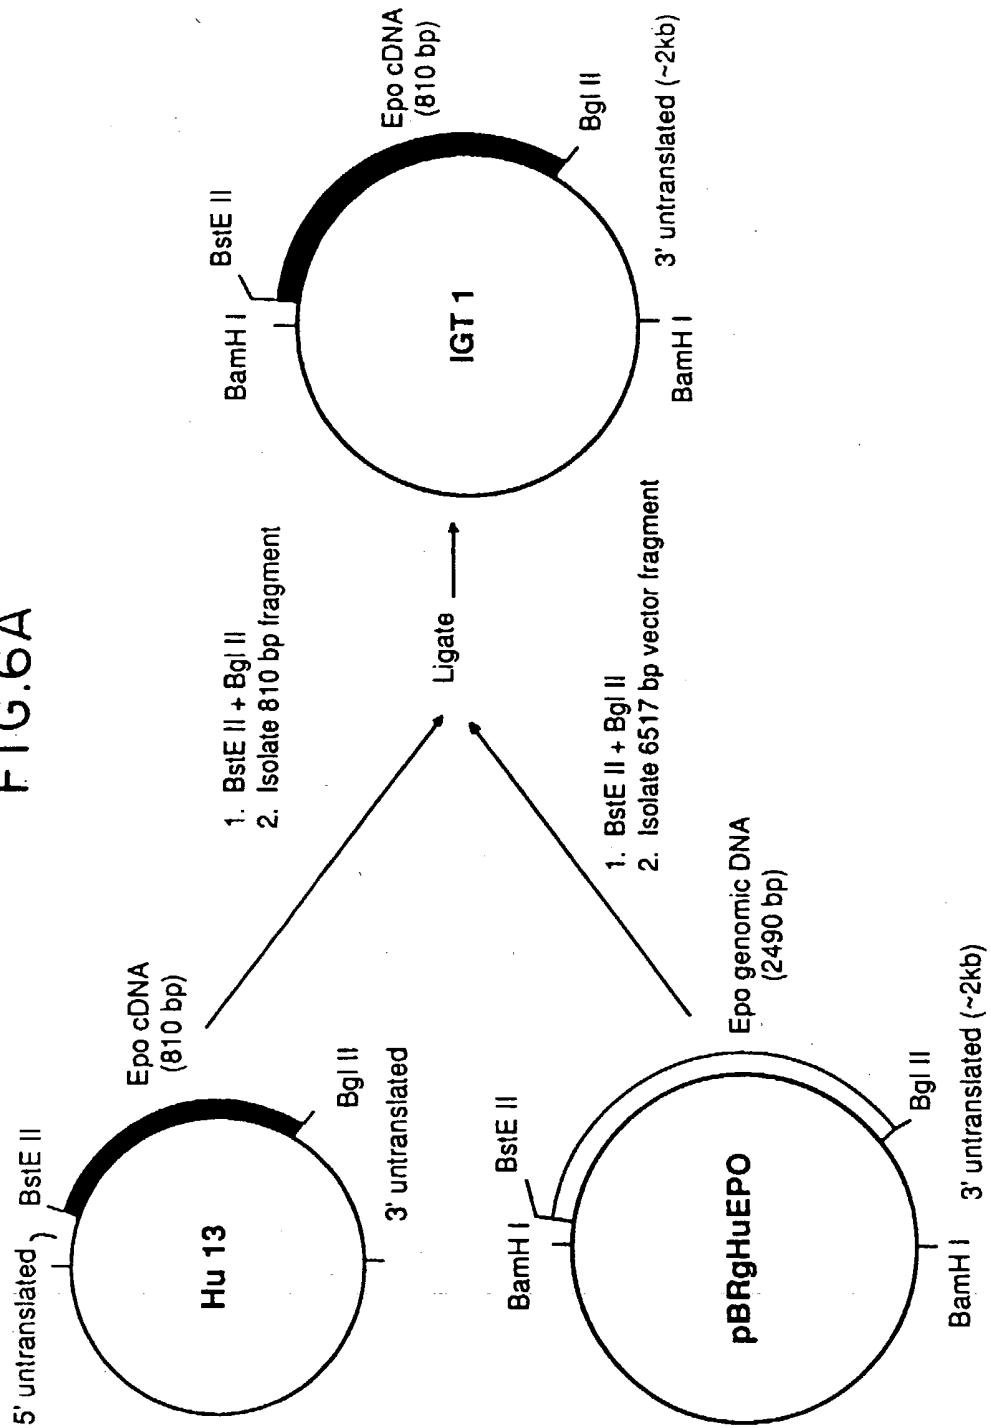 FIG.6A
5' untranslated
BstE II
Epo cDNA
(810 bp)
Hu 13
Bgl II
3' untranslated
1. BstE II + Bgl II
2. Isolate 810 bp fragment
BamH I
BstE II
Epo genomic DNA
(2490 bp)
pBRgHuEPO
Bgl II
3' untranslated (~2kb)
BamH I
1. BstE II + Bgl II
2. Isolate 6517 bp vector fragment
Ligate
BamH I
BstE II
Epo cDNA
(810 bp)
IGT 1
Bgl II
3' untranslated (~2kb)
BamH I